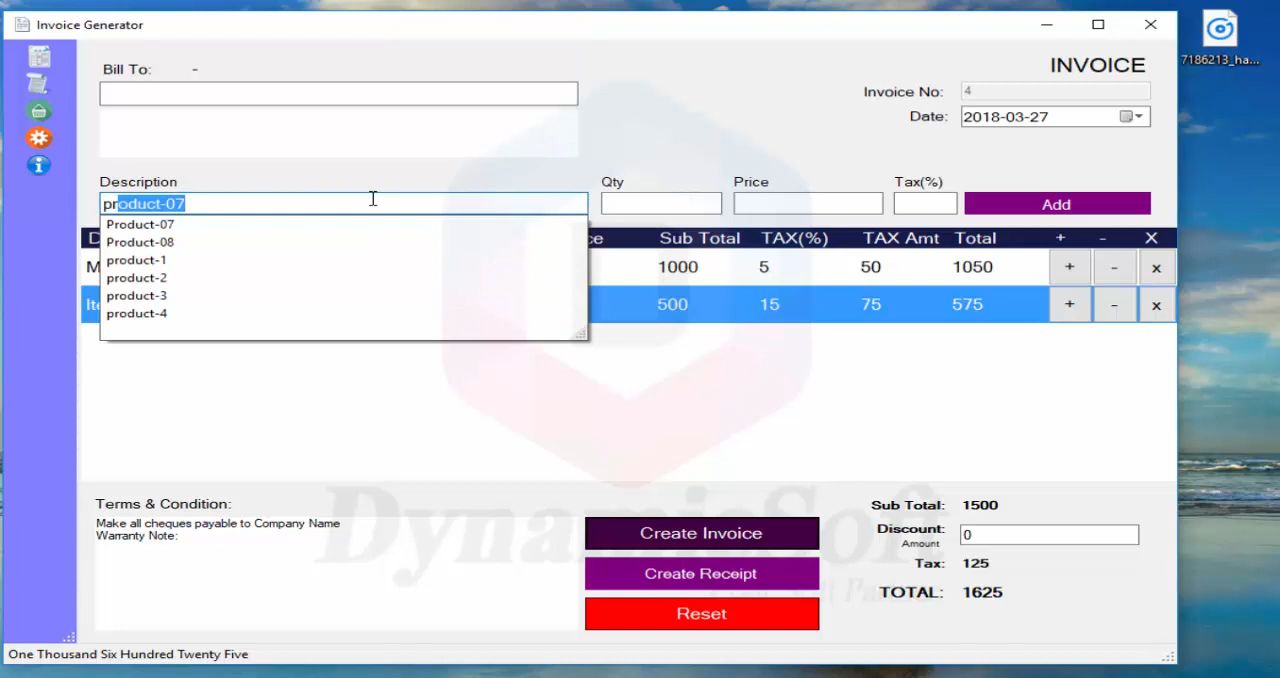 Invoice Generator
7186213_ha...
Bill To: -
INVOICE
Invoice No: 4
Date: 2018-03-27
Description Qty Price Tax(%)
product-07
Add
Product-07
Product-08
product-1
product-2
product-3
product-4
Sub Total TAX(%) TAX Amt Total + - X
1000 5 50 1050 + - x
500 15 75 575 + - x
Terms & Condition:
Make all cheques payable to Company Name
Warranty Note:
Create Invoice
Create Receipt
Reset
Sub Total: 1500
Discount: 0
Amount
Tax: 125
TOTAL: 1625
DynamicSoft
One Thousand Six Hundred Twenty Five